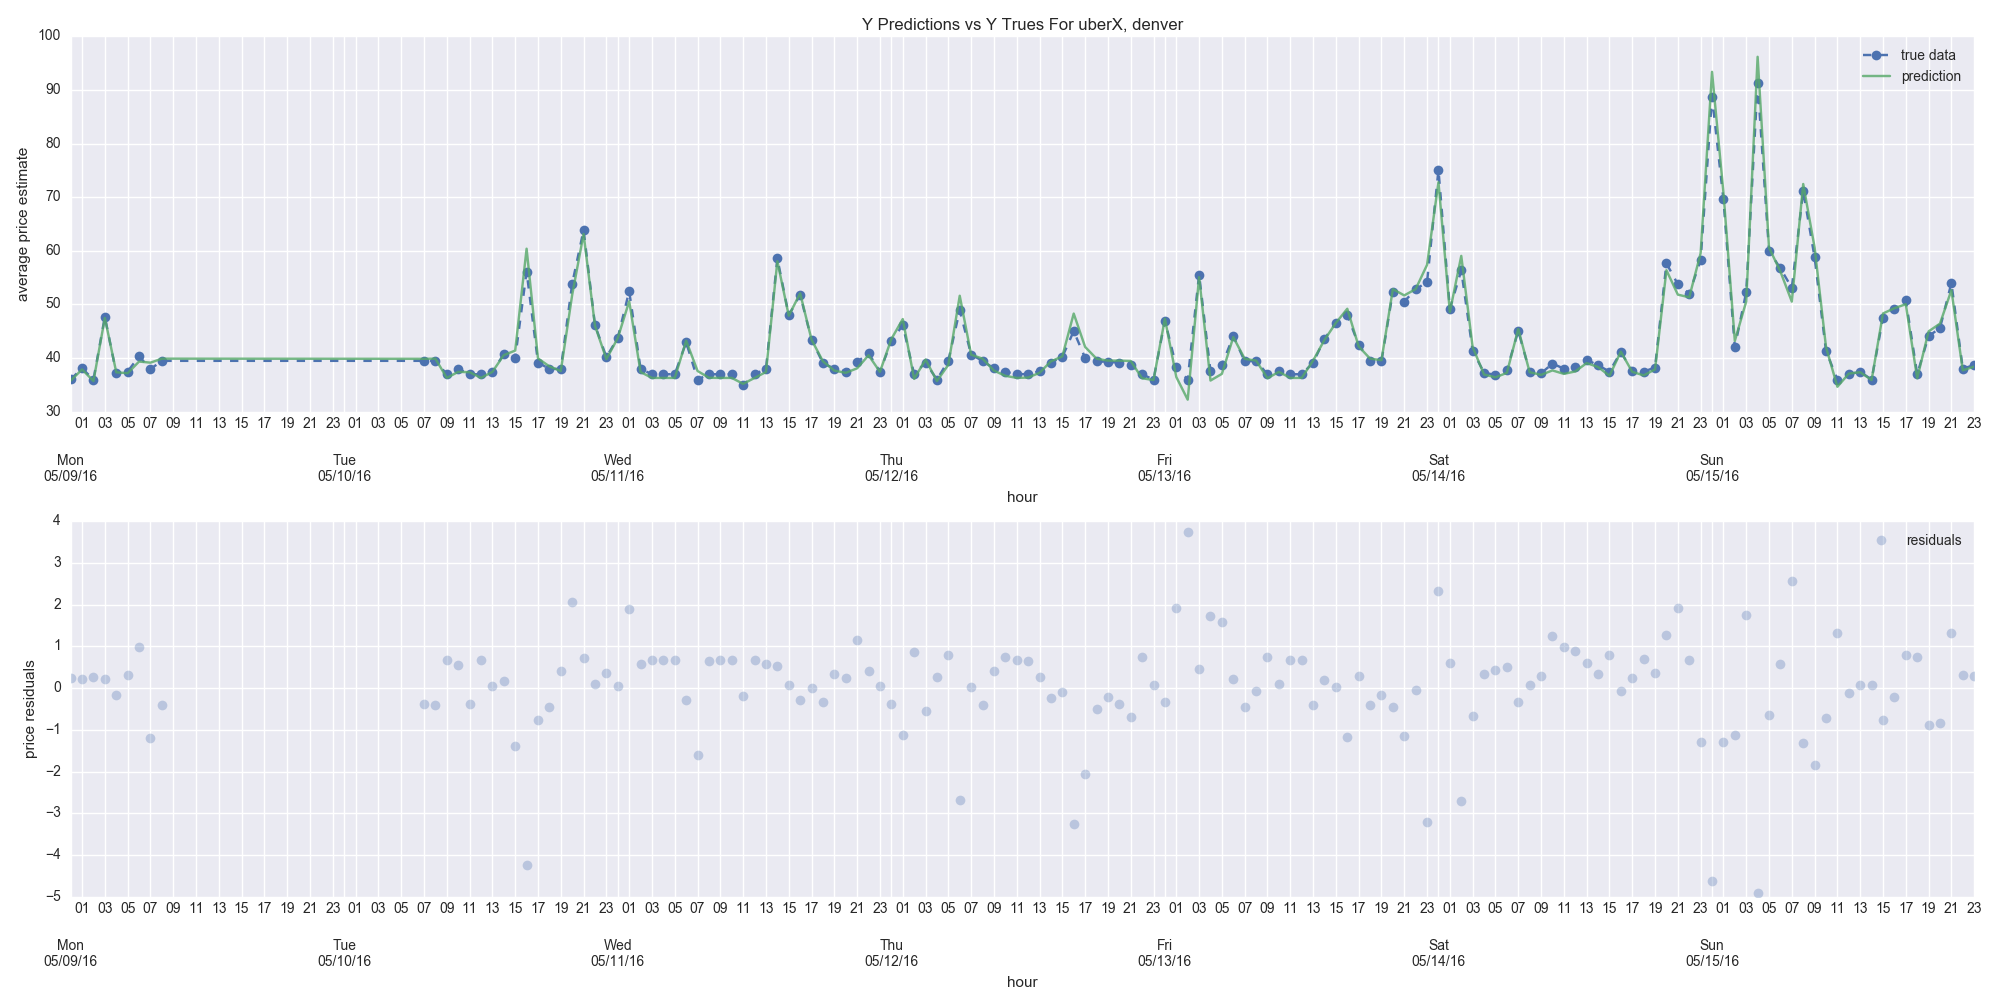 Y Predictions vs Y Trues For uberX, denver
100
90
80
70
60
50
40
30
average price estimate
true data
prediction
01 03 05 07 09 11 13 15 17 19 21 23 01 03 05 07 09 11 13 15 17 19 21 23 01 03 05 07 09 11 13 15 17 19 21 23 01 03 05 07 09 11 13 15 17 19 21 23 01 03 05 07 09 11 13 15 17 19 21 23 01 03 05 07 09 11 13 15 17 19 21 23 01 03 05 07 09 11 13 15 17 19 21 23
Mon Tue Wed Thu Fri Sat Sun
05/09/16 05/10/16 05/11/16 05/12/16 05/13/16 05/14/16 05/15/16
hour
4
3
2
1
0
−1
−2
−3
−4
−5
price residuals
residuals
01 03 05 07 09 11 13 15 17 19 21 23 01 03 05 07 09 11 13 15 17 19 21 23 01 03 05 07 09 11 13 15 17 19 21 23 01 03 05 07 09 11 13 15 17 19 21 23 01 03 05 07 09 11 13 15 17 19 21 23 01 03 05 07 09 11 13 15 17 19 21 23 01 03 05 07 09 11 13 15 17 19 21 23
Mon Tue Wed Thu Fri Sat Sun
05/09/16 05/10/16 05/11/16 05/12/16 05/13/16 05/14/16 05/15/16
hour